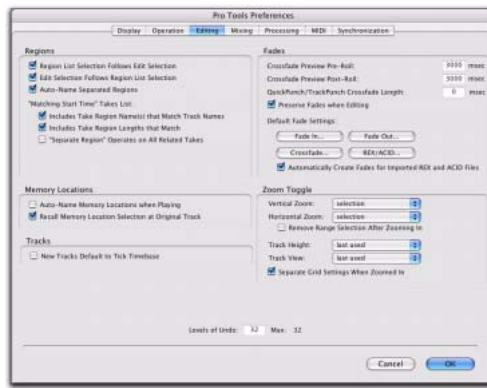 Pro Tools Preferences
Display Operation Editing Mixing Processing MIDI Synchronization
Regions
Region List Selection Follows Edit Selection
Edit Selection Follows Region List Selection
Auto-Name Separated Regions
"Matching Start Time" Takes List:
Includes Take Region Name(s) that Match Track Names
Includes Take Region Lengths that Match
"Separate Region" Operates on All Related Takes
Fades
Crossfade Preview Pre-Roll: 3000 msec
Crossfade Preview Post-Roll: 3000 msec
QuickPunch/TrackPunch Crossfade Length: 0 msec
Preserve Fades when Editing
Default Fade Settings:
Fade In... Fade Out...
Crossfade... REX/ACID...
Automatically Create Fades for Imported REX and ACID Files
Memory Locations
Auto-Name Memory Locations when Playing
Recall Memory Location Selection at Original Track
Tracks
New Tracks Default to Tick Timebase
Zoom Toggle
Vertical Zoom: selection
Horizontal Zoom: selection
Remove Range Selection After Zooming In
Track Height: last used
Track View: last used
Separate Grid Settings When Zoomed In
Levels of Undo: 32 Max: 32
Cancel OK